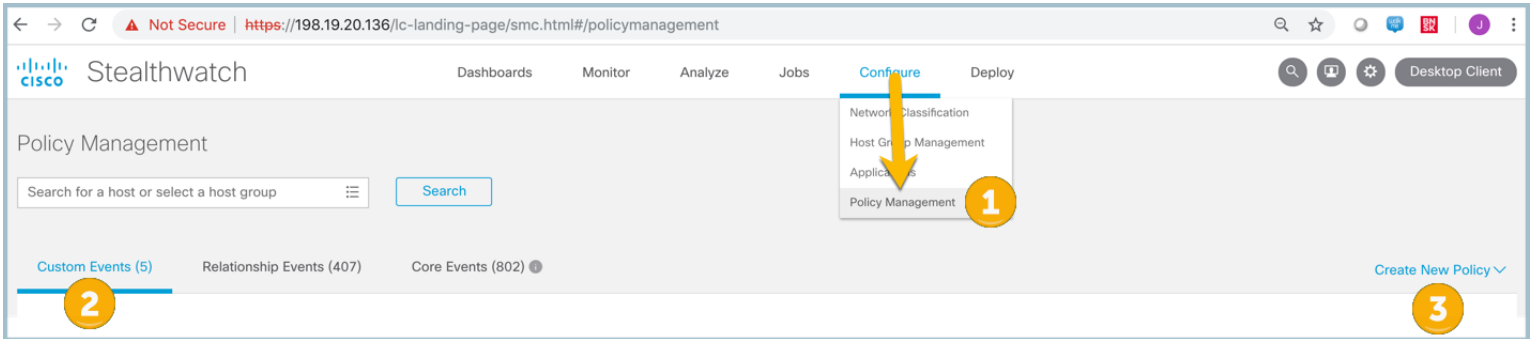 Not Secure | https://198.19.20.136/lc-landing-page/smc.html#/policymanagement
J
CISCO Stealthwatch
Dashboards Monitor Analyze Jobs Configure Deploy
Desktop Client
Network Classification
Host Group Management
Applications
Policy Management
1
Policy Management
Search for a host or select a host group
Search
Custom Events (5) Relationship Events (407) Core Events (802)
Create New Policy
2
3